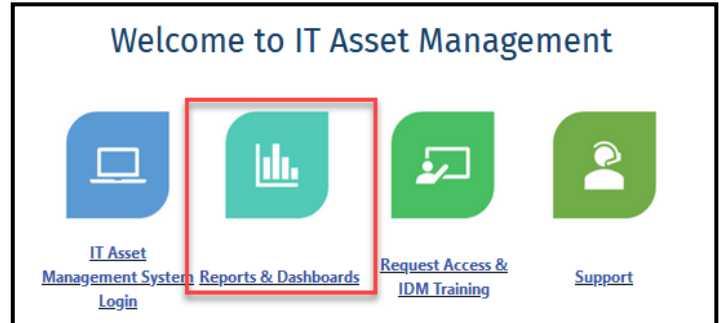 Welcome to IT Asset Management
IT Asset
Management System
Login
Reports & Dashboards
Request Access &
IDM Training
Support